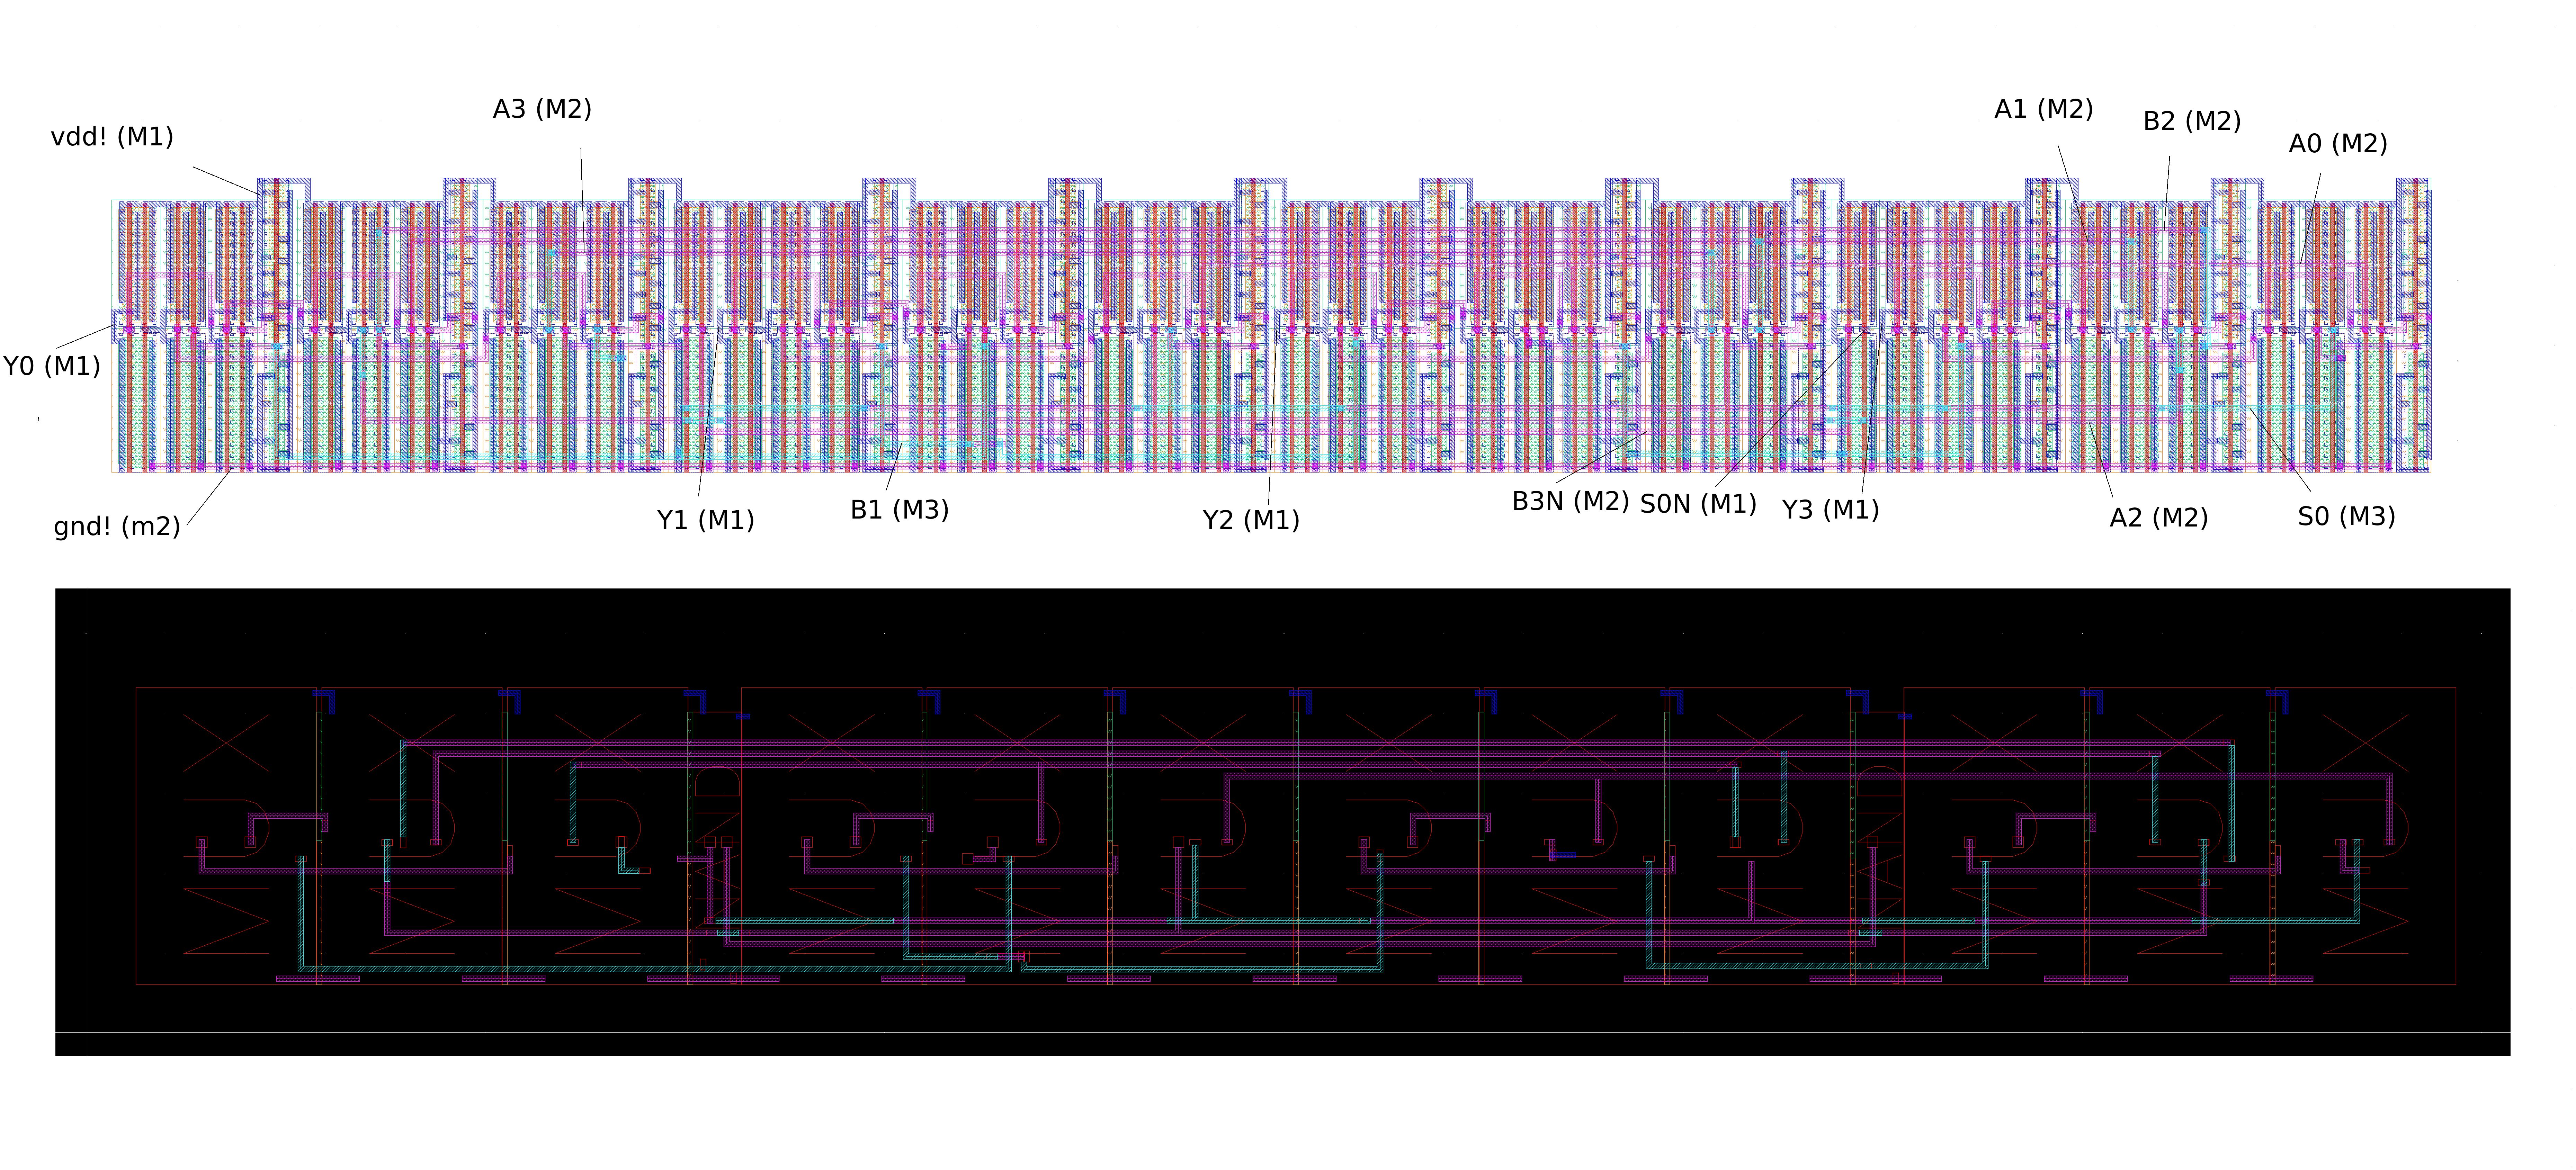 A3 (M2)
A1 (M2)
B2 (M2)
vdd! (M1)
A0 (M2)
Y0 (M1)
B3N (M2)
S0N (M1)
Y3 (M1)
B1 (M3)
Y1 (M1)
Y2 (M1)
A2 (M2)
S0 (M3)
gnd! (m2)